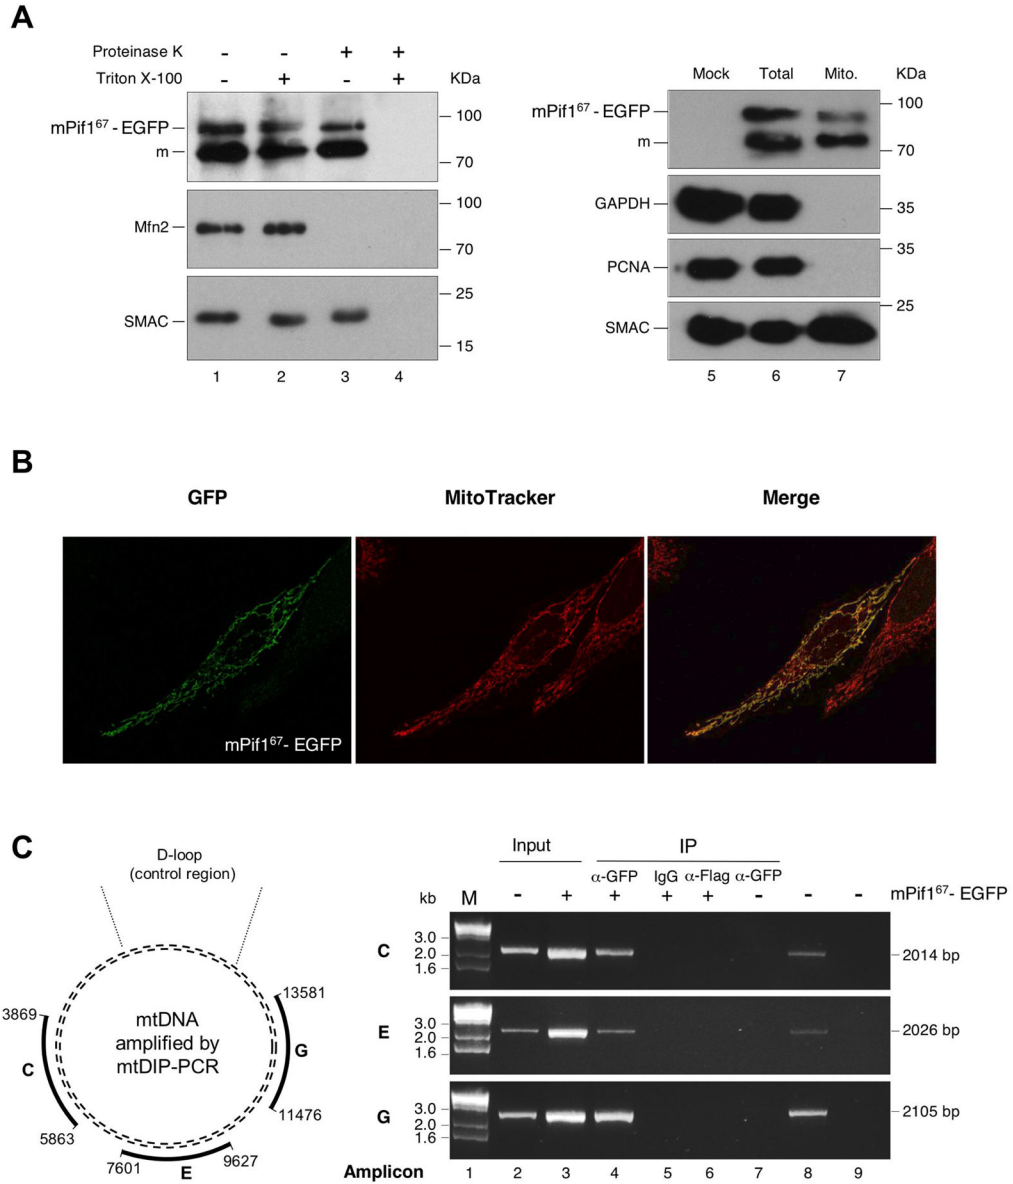 A
Proteinase K - - + +
Triton X-100 - + - + KDa
mPif1⁶⁷ - EGFP
m
100
70
Mfn2
100
70
SMAC
25
15
1 2 3 4
Mock Total Mito. KDa
mPif1⁶⁷ - EGFP
m
100
70
GAPDH
35
PCNA
35
SMAC
25
5 6 7
B
GFP MitoTracker Merge
mPif1⁶⁷- EGFP
C
D-loop
(control region)
3869
13581
mtDNA
amplified by
mtDIP-PCR
C
G
5863
11476
7601
9627
E
Input IP
α-GFP IgG α-Flag α-GFP
kb M - + + + + - - - mPif1⁶⁷- EGFP
C
3.0
2.0
1.6
2014 bp
E
3.0
2.0
1.6
2026 bp
G
3.0
2.0
1.6
2105 bp
Amplicon 1 2 3 4 5 6 7 8 9